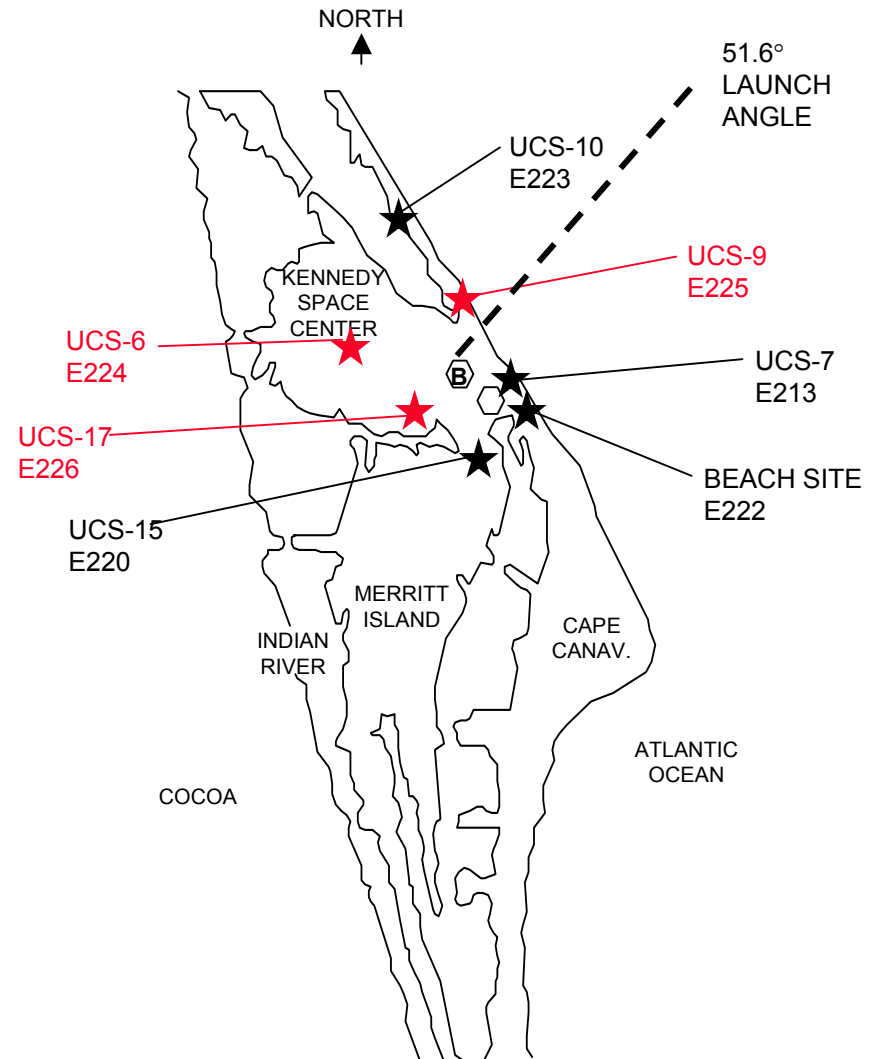 NORTH
51.6°
LAUNCH
ANGLE
UCS-10
E223
UCS-9
E225
KENNEDY
SPACE
CENTER
UCS-6
E224
B
UCS-7
E213
UCS-17
E226
BEACH SITE
E222
UCS-15
E220
MERRITT
ISLAND
CAPE
CANAV.
INDIAN
RIVER
ATLANTIC
OCEAN
COCOA